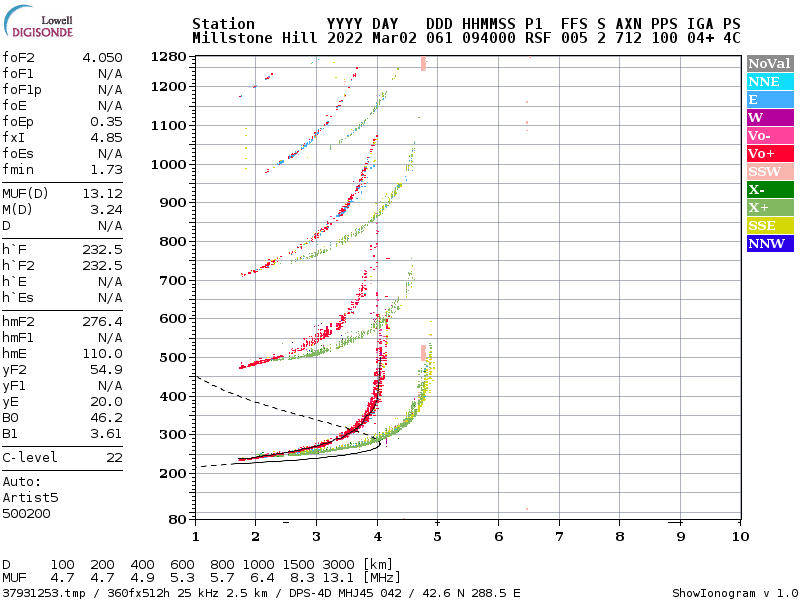 Lowell
DIGISONDE
Station YYYY DAY DDD HHMMSS P1 FFS S AXN PPS IGA PS
Millstone Hill 2022 Mar02 061 094000 RSF 005 2 712 100 04+ 4C
foF2 4.050
foF1 N/A
foF1p N/A
foE N/A
foEp 0.35
fxI 4.85
foEs N/A
fmin 1.73
MUF(D) 13.12
M(D) 3.24
D N/A
h`F 232.5
h`F2 232.5
h`E N/A
h`Es N/A
hmF2 276.4
hmF1 N/A
hmE 110.0
yF2 54.9
yF1 N/A
yE 20.0
B0 46.2
B1 3.61
C-level 22
Auto:
Artist5
500200
1280
1200
1100
1000
900
800
700
600
500
400
300
200
80
1 2 3 4 5 6 7 8 9 10
NoVal
NNE
E
W
Vo-
Vo+
SSW
X-
X+
SSE
NNW
D 100 200 400 600 800 1000 1500 3000 [km]
MUF 4.7 4.7 4.9 5.3 5.7 6.4 8.3 13.1 [MHz]
37931253.tmp / 360fx512h 25 kHz 2.5 km / DPS-4D MHJ45 042 / 42.6 N 288.5 E
ShowIonogram v 1.0